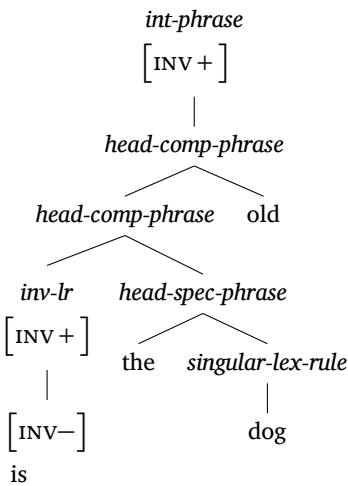 int-phrase
[INV +]
head-comp-phrase
head-comp-phrase old
inv-lr head-spec-phrase
[INV +]
the singular-lex-rule
[INV−] dog
is